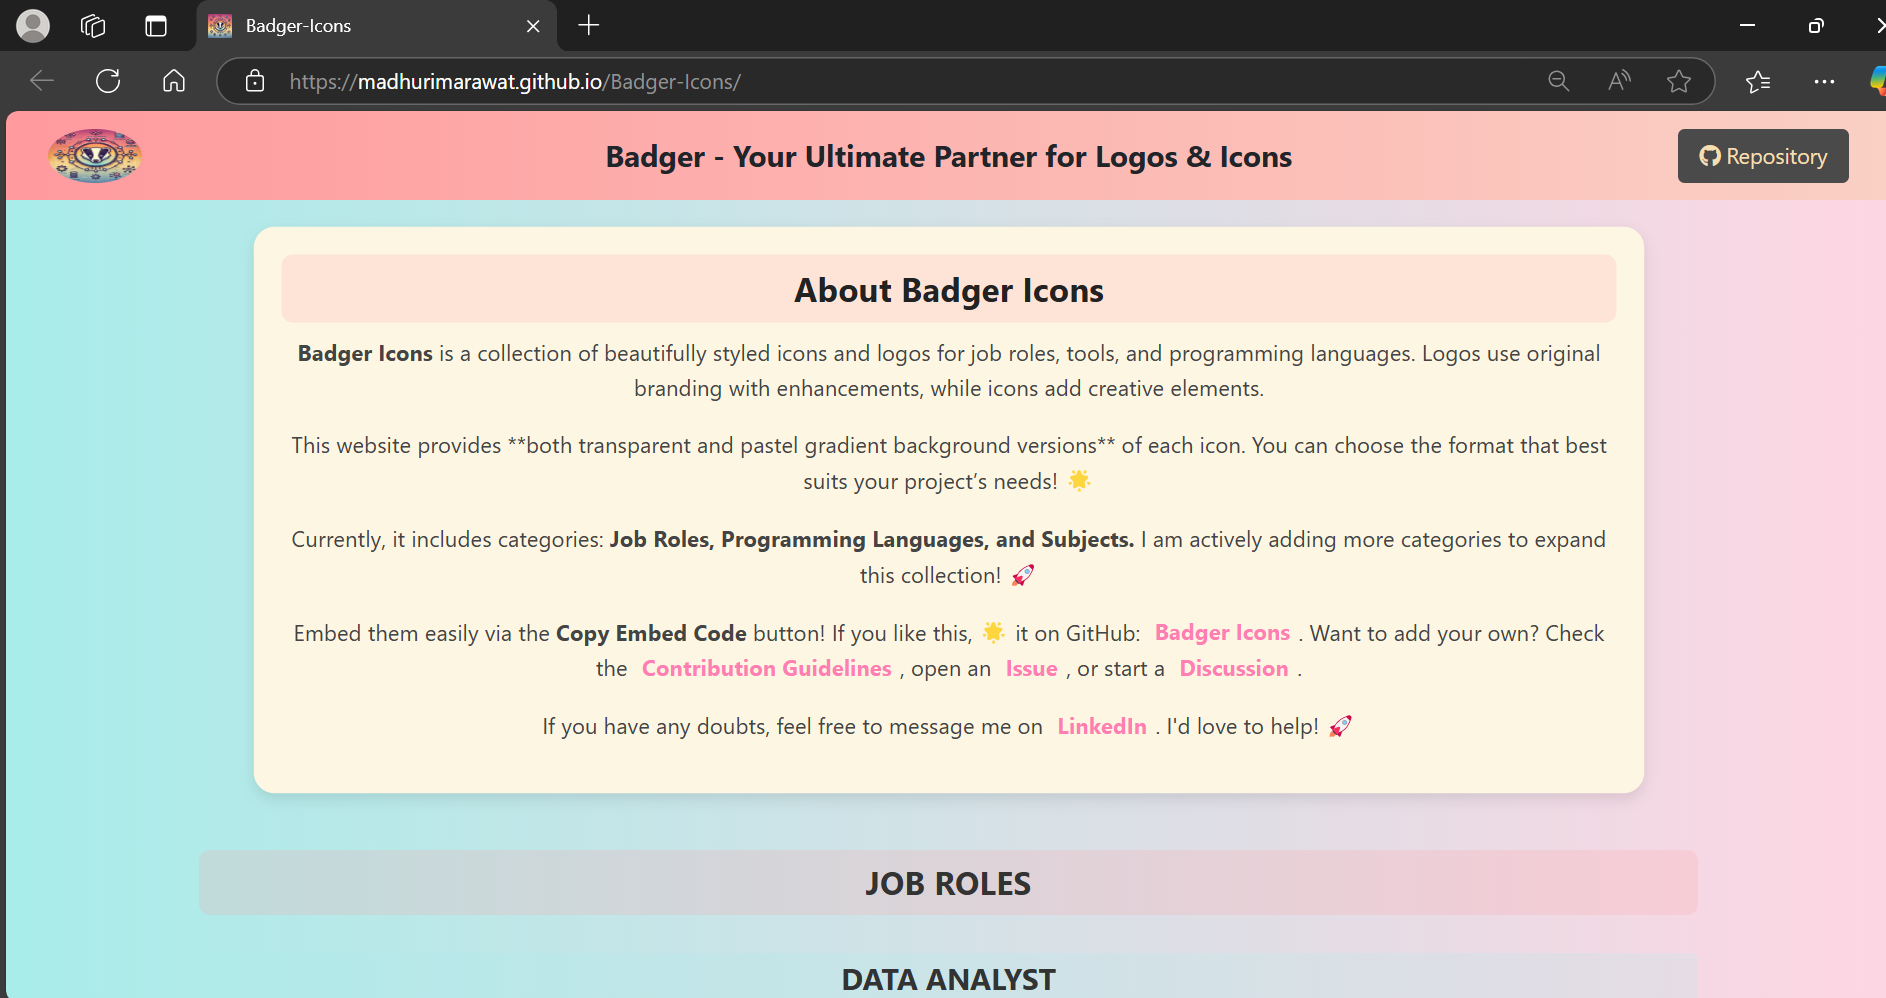 Badger-Icons
https://madhurimarawat.github.io/Badger-Icons/
Badger - Your Ultimate Partner for Logos & Icons
Repository
About Badger Icons
Badger Icons is a collection of beautifully styled icons and logos for job roles, tools, and programming languages. Logos use original
branding with enhancements, while icons add creative elements.
This website provides **both transparent and pastel gradient background versions** of each icon. You can choose the format that best
suits your project’s needs! 🌟
Currently, it includes categories: Job Roles, Programming Languages, and Subjects. I am actively adding more categories to expand
this collection! 🚀
Embed them easily via the Copy Embed Code button! If you like this, 🌟 it on GitHub: Badger Icons . Want to add your own? Check
the Contribution Guidelines , open an Issue , or start a Discussion .
If you have any doubts, feel free to message me on LinkedIn . I'd love to help! 🚀
JOB ROLES
DATA ANALYST